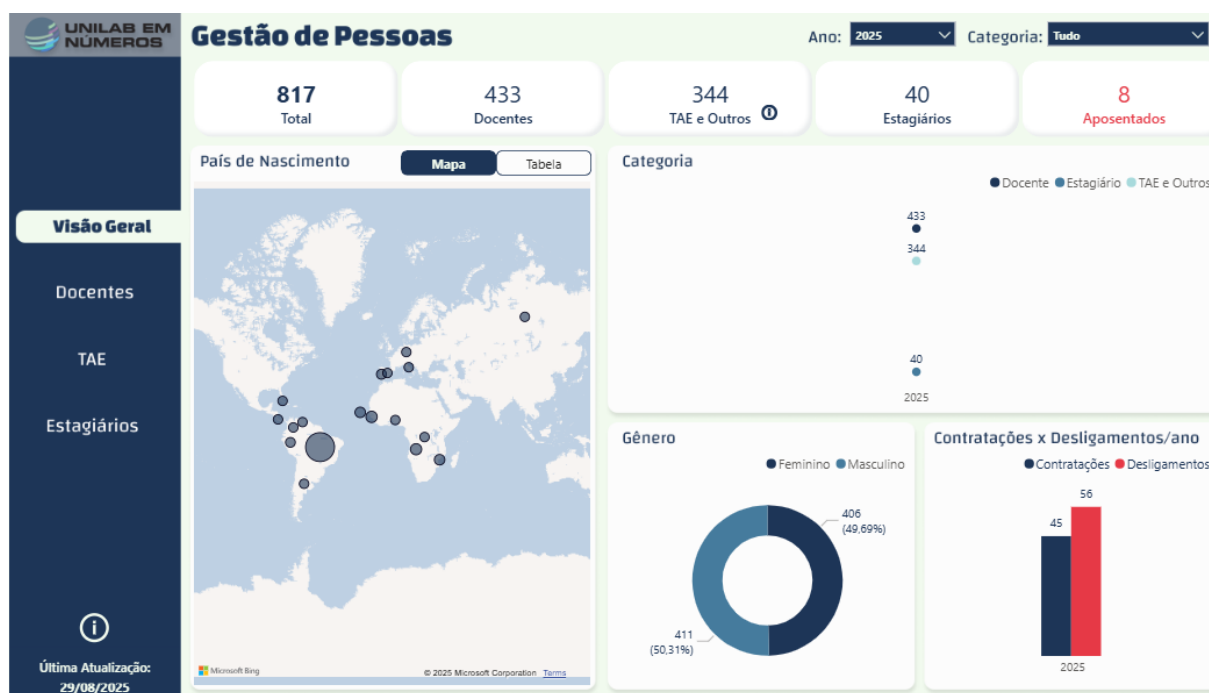 UNILAB EM
NÚMEROS
Gestão de Pessoas
Ano: 2025
Categoria: Tudo
817
Total
433
Docentes
344
TAE e Outros
40
Estagiários
8
Aposentados
Visão Geral
Docentes
TAE
Estagiários
Última Atualização:
29/08/2025
País de Nascimento
Mapa
Tabela
Microsoft Bing
© 2025 Microsoft Corporation Terms
Categoria
Docente Estagiário TAE e Outros
433
344
40
2025
Gênero
Feminino Masculino
406
(49,69%)
411
(50,31%)
Contratações x Desligamentos/ano
Contratações Desligamentos
56
45
2025